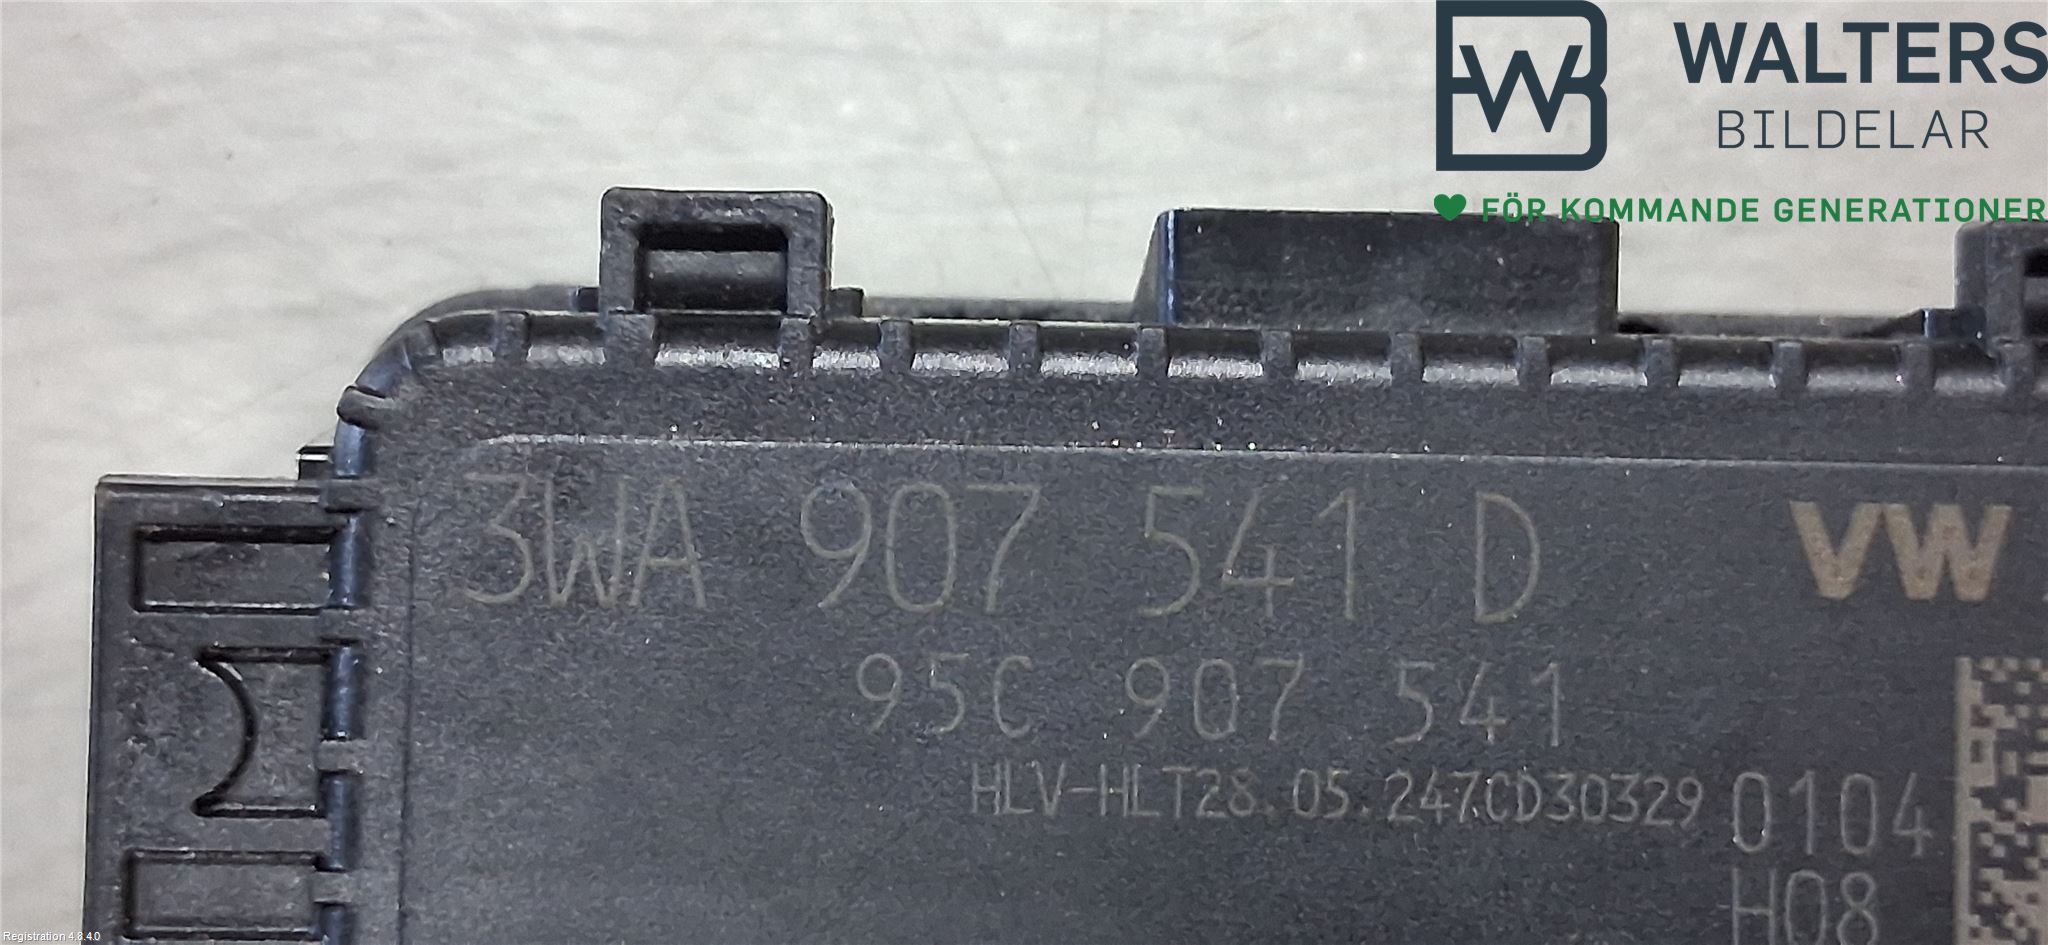 WALTERS
BILDELAR
FÖR KOMMANDE GENERATIONER
3WA 907 541 D
VW
95C 907 541
HLV-HLT28.05.247CD30329 0104
H08
Registration 4.8.4.0